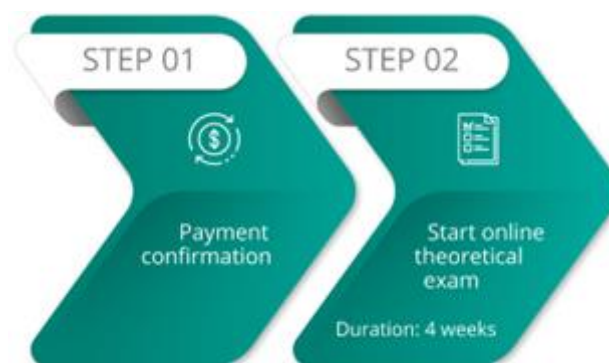 STEP 01
Payment
confirmation
STEP 02
Start online
theoretical
exam
Duration: 4 weeks